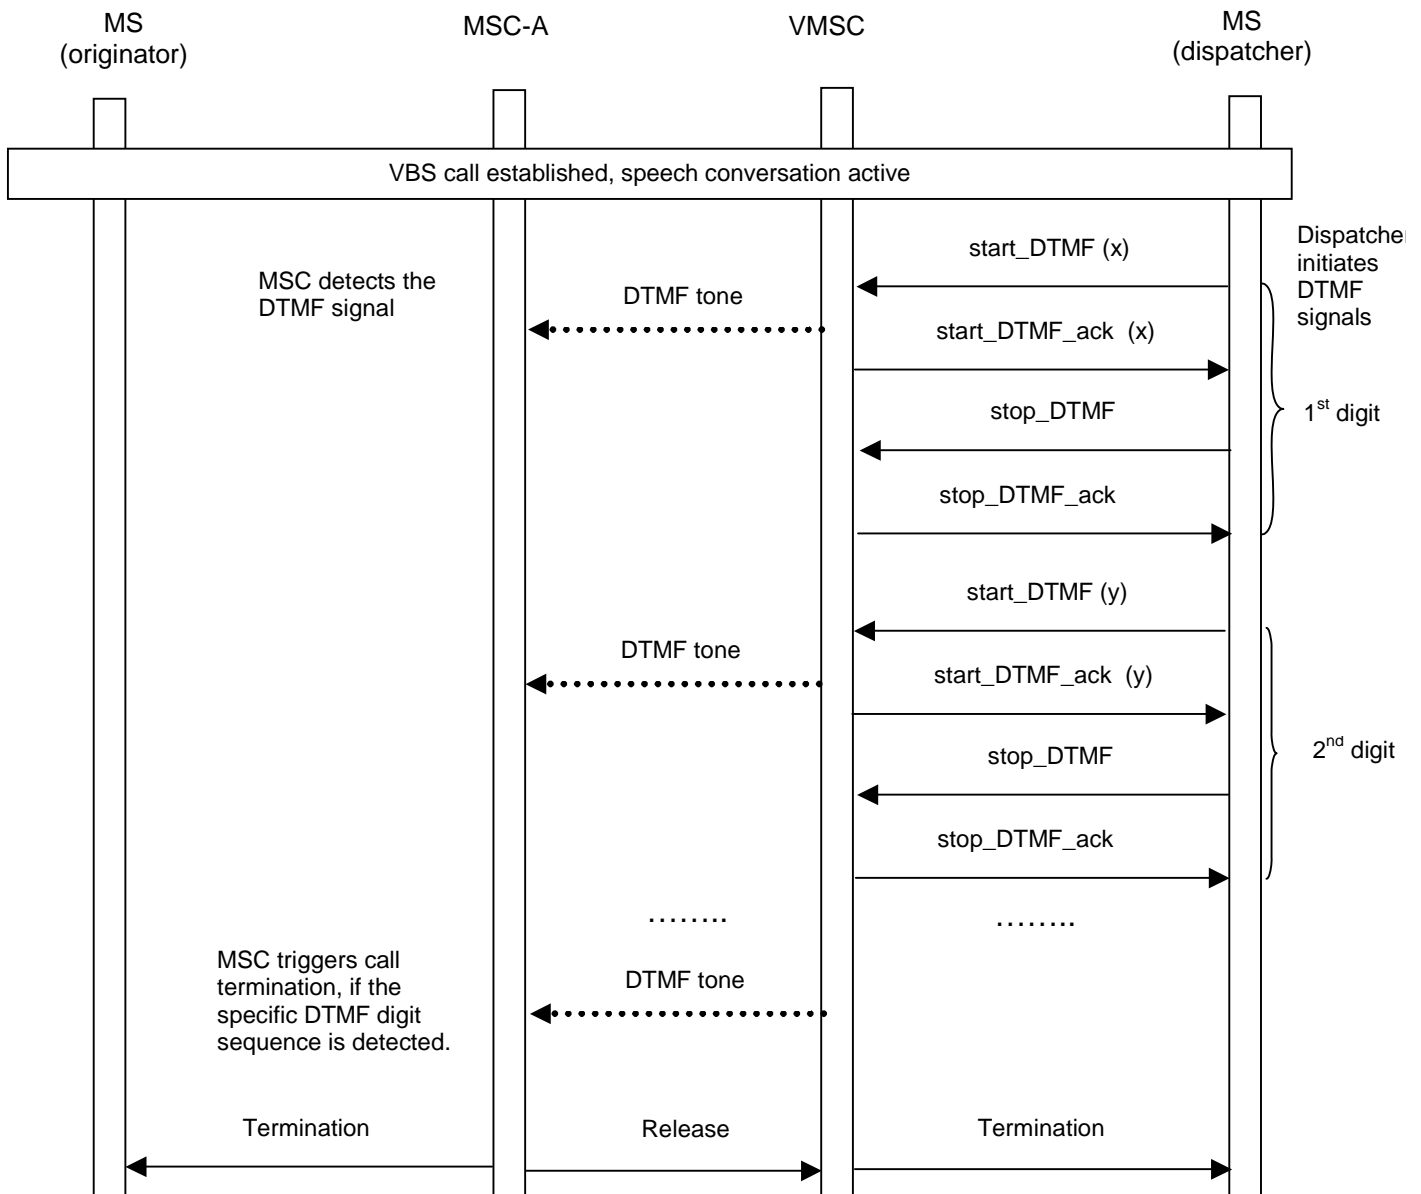 MS
(originator)
MSC-A
VMSC
MS
(dispatcher)
VBS call established, speech conversation active
start_DTMF (x)
Dispatcher
initiates
DTMF
signals
MSC detects the
DTMF signal
DTMF tone
start_DTMF_ack (x)
stop_DTMF
1st digit
stop_DTMF_ack
start_DTMF (y)
DTMF tone
start_DTMF_ack (y)
stop_DTMF
2nd digit
stop_DTMF_ack
........
........
MSC triggers call
termination, if the
specific DTMF digit
sequence is detected.
DTMF tone
Termination
Release
Termination